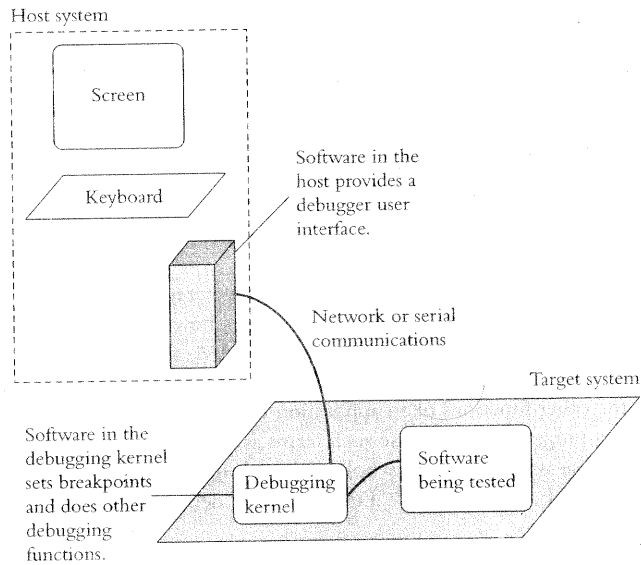 Host system
Screen
Keyboard
Software in the
host provides a
debugger user
interface.
Network or serial
communications
Target system
Software in the
debugging kernel
sets breakpoints
and does other
debugging
functions.
Debugging
kernel
Software
being tested